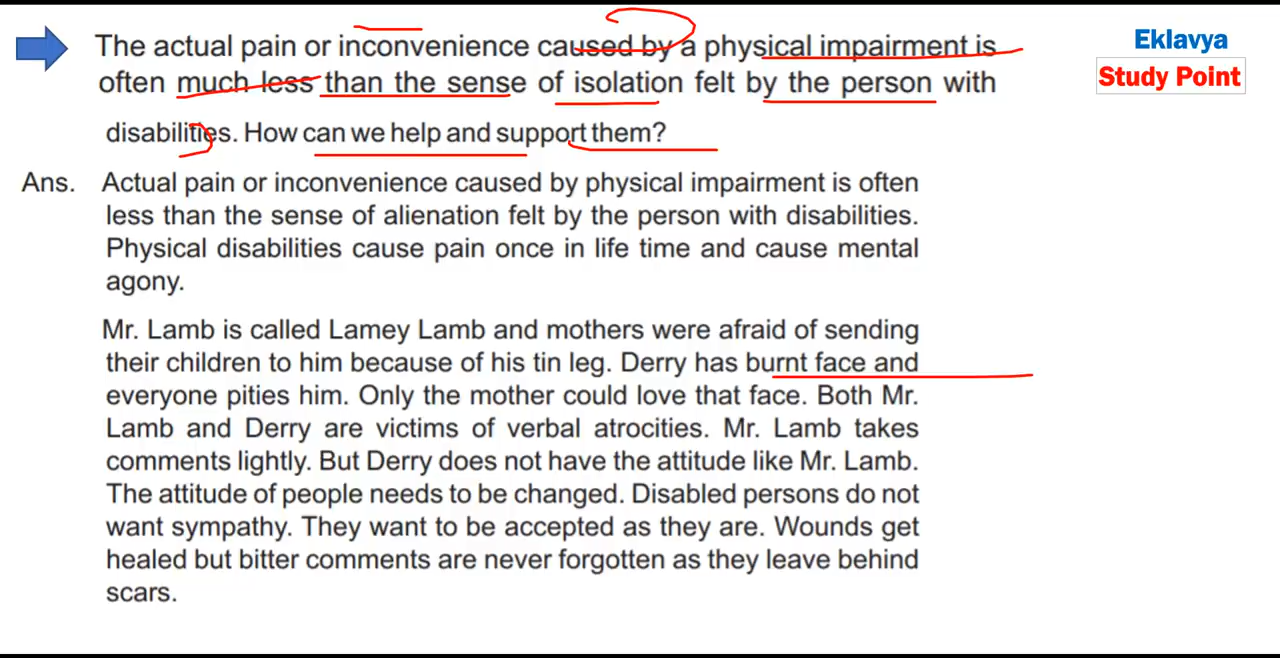 The actual pain or inconvenience caused by a physical impairment is
often much less than the sense of isolation felt by the person with
disabilities. How can we help and support them?
Eklavya
Study Point
Ans. Actual pain or inconvenience caused by physical impairment is often
less than the sense of alienation felt by the person with disabilities.
Physical disabilities cause pain once in life time and cause mental
agony.
Mr. Lamb is called Lamey Lamb and mothers were afraid of sending
their children to him because of his tin leg. Derry has burnt face and
everyone pities him. Only the mother could love that face. Both Mr.
Lamb and Derry are victims of verbal atrocities. Mr. Lamb takes
comments lightly. But Derry does not have the attitude like Mr. Lamb.
The attitude of people needs to be changed. Disabled persons do not
want sympathy. They want to be accepted as they are. Wounds get
healed but bitter comments are never forgotten as they leave behind
scars.